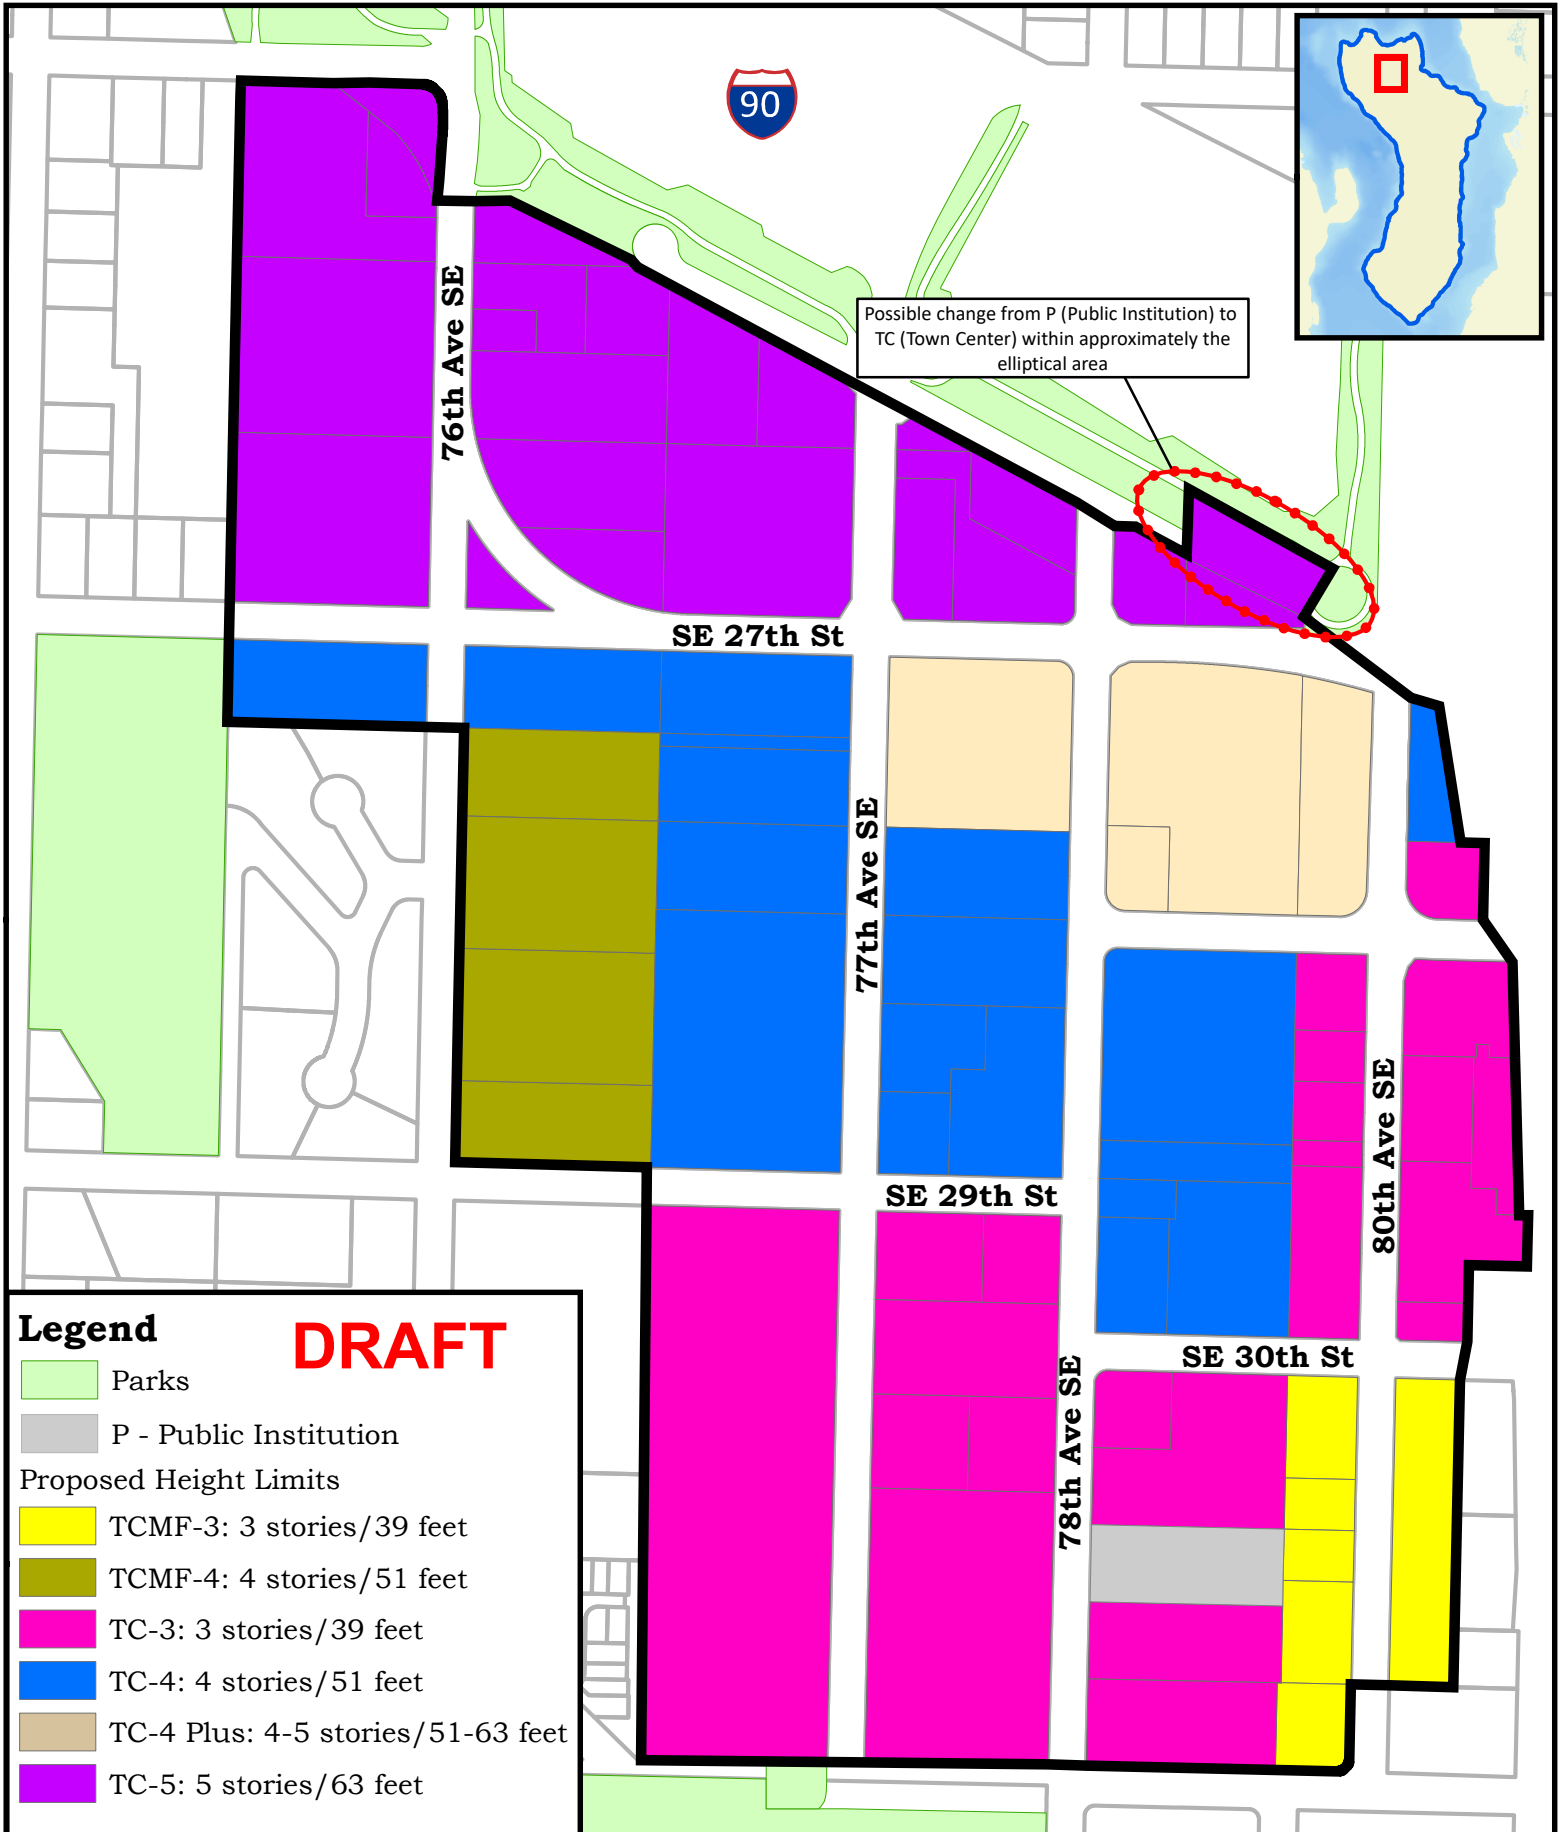 90
Possible change from P (Public Institution) to
TC (Town Center) within approximately the
elliptical area
76th Ave SE
SE 27th St
77th Ave SE
SE 29th St
80th Ave SE
SE 30th St
78th Ave SE
Legend
DRAFT
Parks
P - Public Institution
Proposed Height Limits
TCMF-3: 3 stories/39 feet
TCMF-4: 4 stories/51 feet
TC-3: 3 stories/39 feet
TC-4: 4 stories/51 feet
TC-4 Plus: 4-5 stories/51-63 feet
TC-5: 5 stories/63 feet